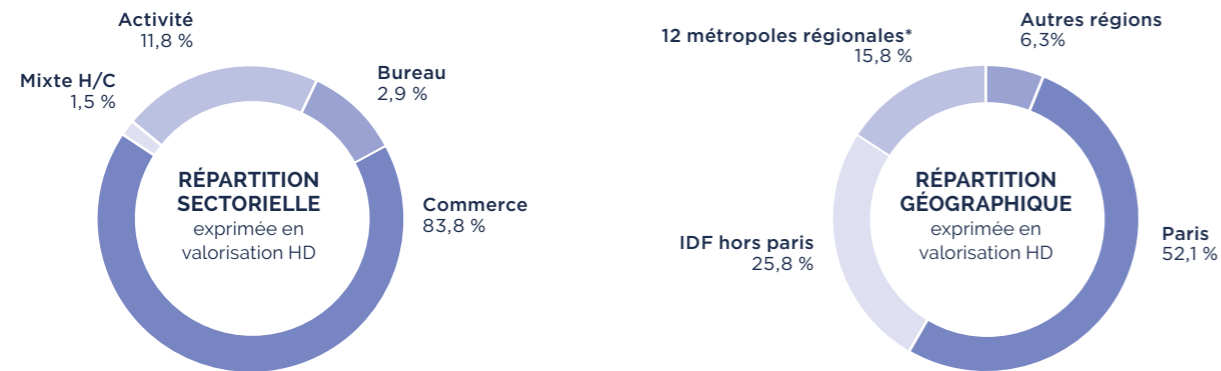 Activité
11,8 %
Mixte H/C
1,5 %
Bureau
2,9 %
RÉPARTITION
SECTORIELLE
exprimée en
valorisation HD
Commerce
83,8 %
12 métropoles régionales*
15,8 %
Autres régions
6,3%
RÉPARTITION
GÉOGRAPHIQUE
exprimée en
valorisation HD
IDF hors paris
25,8 %
Paris
52,1 %